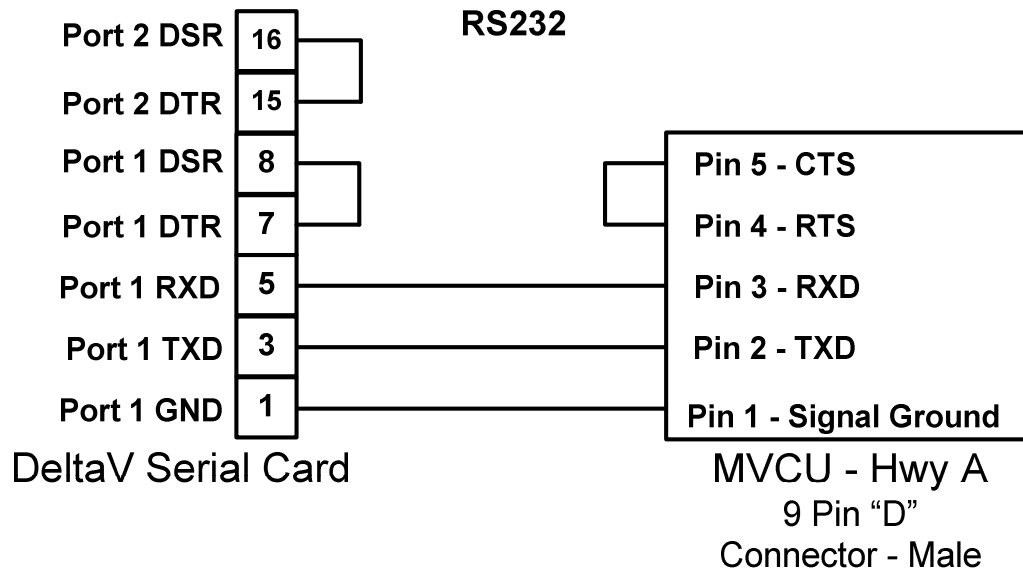 RS232
Port 2 DSR 16
Port 2 DTR 15
Port 1 DSR 8
Port 1 DTR 7
Port 1 RXD 5
Port 1 TXD 3
Port 1 GND 1
DeltaV Serial Card
Pin 5 - CTS
Pin 4 - RTS
Pin 3 - RXD
Pin 2 - TXD
Pin 1 - Signal Ground
MVCU - Hwy A
9 Pin “D”
Connector - Male